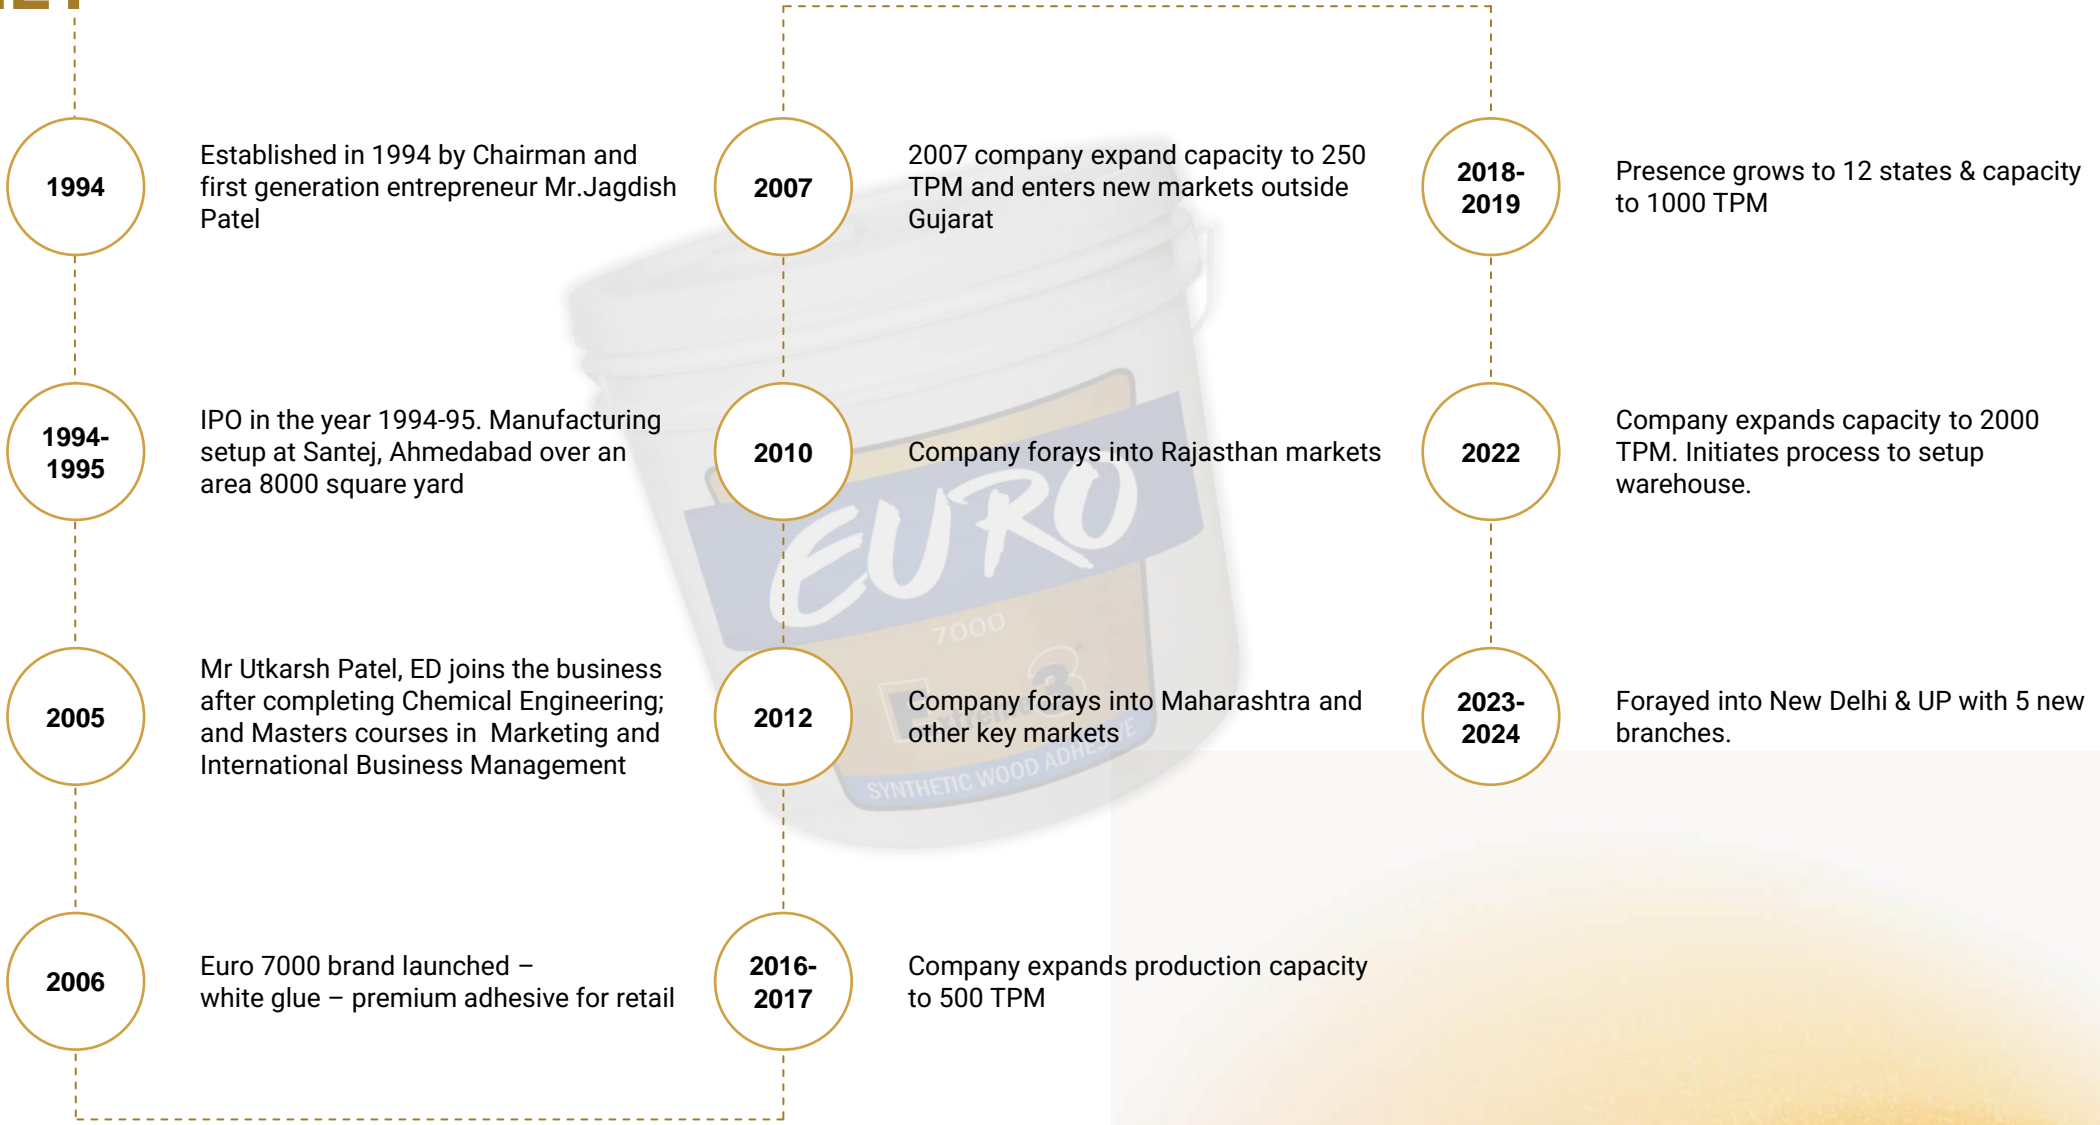 1994
Established in 1994 by Chairman and
first generation entrepreneur Mr.Jagdish
Patel
1994-
1995
IPO in the year 1994-95. Manufacturing
setup at Santej, Ahmedabad over an
area 8000 square yard
2005
Mr Utkarsh Patel, ED joins the business
after completing Chemical Engineering;
and Masters courses in  Marketing and
International Business Management
2006
Euro 7000 brand launched –
white glue – premium adhesive for retail
2007
2007 company expand capacity to 250
TPM and enters new markets outside
Gujarat
2010
Company forays into Rajasthan markets
2012
Company forays into Maharashtra and
other key markets
2016-
2017
Company expands production capacity
to 500 TPM
2018-
2019
Presence grows to 12 states & capacity
to 1000 TPM
2022
Company expands capacity to 2000
TPM. Initiates process to setup
warehouse.
2023-
2024
Forayed into New Delhi & UP with 5 new
branches.
EURO
7000
Extreme 3
SYNTHETIC WOOD ADHESIVE